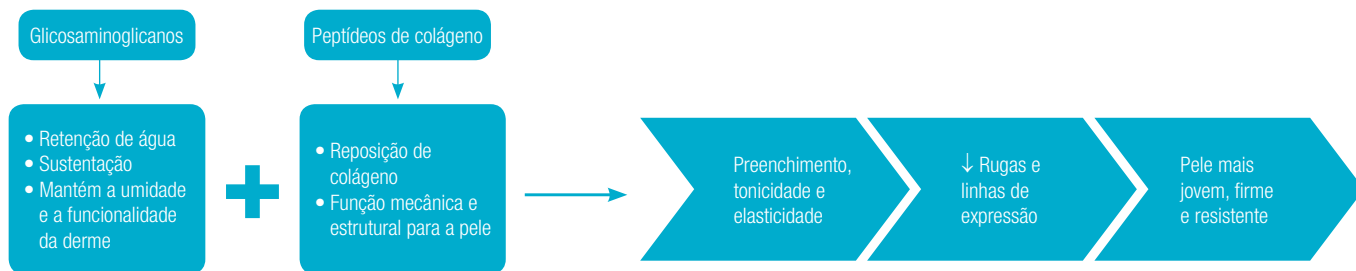 Glicosaminoglicanos
• Retenção de água
• Sustentação
• Mantém a umidade
e a funcionalidade
da derme
Peptídeos de colágeno
• Reposição de
colágeno
• Função mecânica e
estrutural para a pele
Preenchimento,
tonicidade e
elasticidade
↓ Rugas e
linhas de
expressão
Pele mais
jovem, firme
e resistente